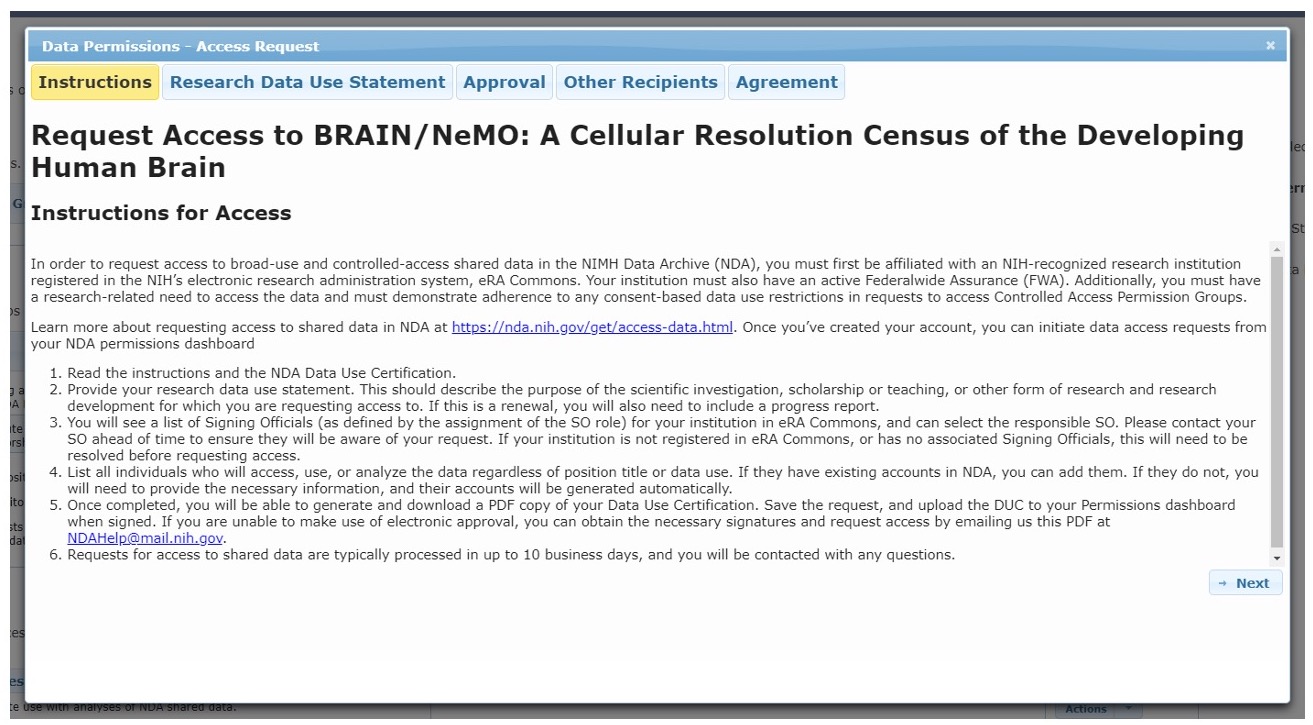 Data Permissions - Access Request
Instructions
Research Data Use Statement
Approval
Other Recipients
Agreement
Request Access to BRAIN/NeMO: A Cellular Resolution Census of the Developing
Human Brain
Instructions for Access
In order to request access to broad-use and controlled-access shared data in the NIMH Data Archive (NDA), you must first be affiliated with an NIH-recognized research institution
registered in the NIH’s electronic research administration system, eRA Commons. Your institution must also have an active Federalwide Assurance (FWA). Additionally, you must have
a research-related need to access the data and must demonstrate adherence to any consent-based data use restrictions in requests to access Controlled Access Permission Groups.
Learn more about requesting access to shared data in NDA at https://nda.nih.gov/get/access-data.html. Once you’ve created your account, you can initiate data access requests from
your NDA permissions dashboard
1. Read the instructions and the NDA Data Use Certification.
2. Provide your research data use statement. This should describe the purpose of the scientific investigation, scholarship or teaching, or other form of research and research
development for which you are requesting access to. If this is a renewal, you will also need to include a progress report.
3. You will see a list of Signing Officials (as defined by the assignment of the SO role) for your institution in eRA Commons, and can select the responsible SO. Please contact your
SO ahead of time to ensure they will be aware of your request. If your institution is not registered in eRA Commons, or has no associated Signing Officials, this will need to be
resolved before requesting access.
4. List all individuals who will access, use, or analyze the data regardless of position title or data use. If they have existing accounts in NDA, you can add them. If they do not, you
will need to provide the necessary information, and their accounts will be generated automatically.
5. Once completed, you will be able to generate and download a PDF copy of your Data Use Certification. Save the request, and upload the DUC to your Permissions dashboard
when signed. If you are unable to make use of electronic approval, you can obtain the necessary signatures and request access by emailing us this PDF at
NDAHelp@mail.nih.gov.
6. Requests for access to shared data are typically processed in up to 10 business days, and you will be contacted with any questions.
Next
use with analyses of NDA shared data.
Actions